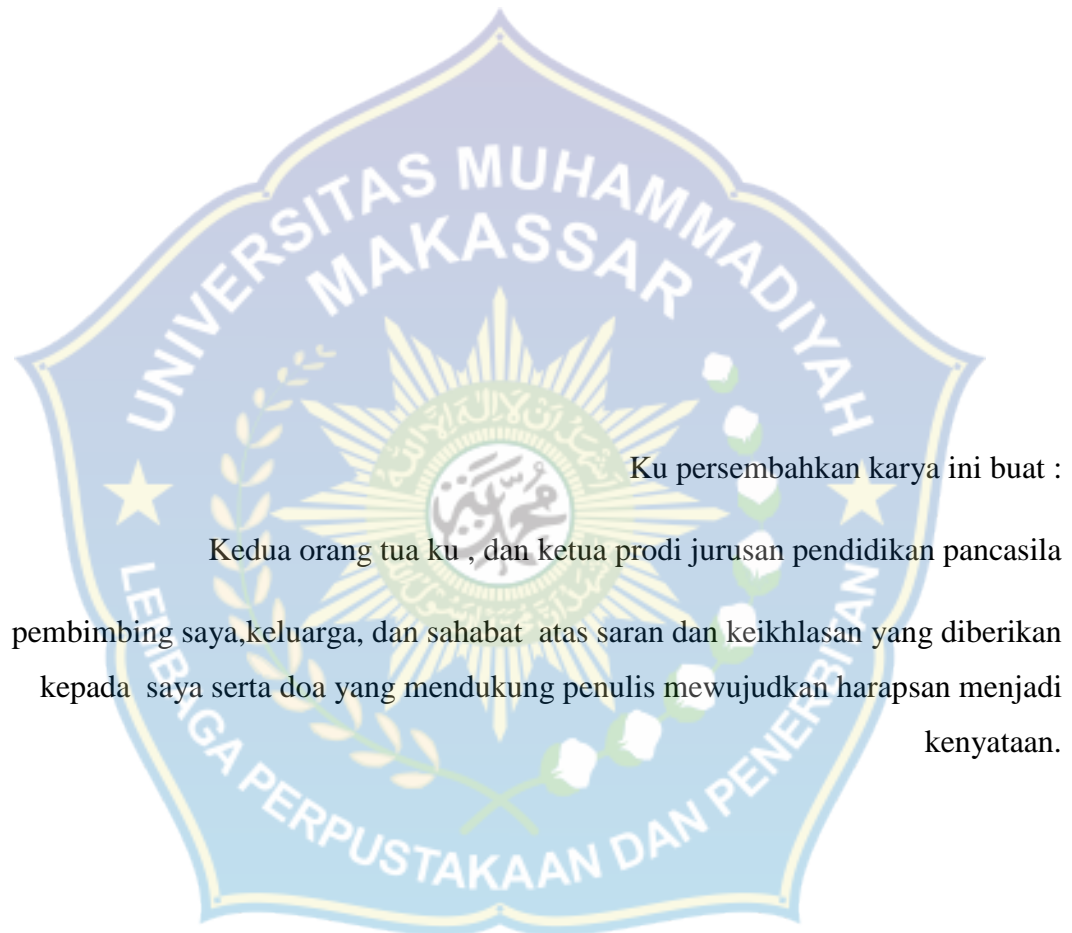 UNIVERSITAS MUHAMMADIYAH
MAKASSAR
Ku persembahkan karya ini buat :
Kedua orang tua ku , dan ketua prodi jurusan pendidikan pancasila
pembimbing saya,keluarga, dan sahabat  atas saran dan keikhlasan yang diberikan
kepada  saya serta doa yang mendukung penulis mewujudkan harapsan menjadi
kenyataan.
محمد
LEMBAGA PERPUSTAKAAN DAN PENERBITAN